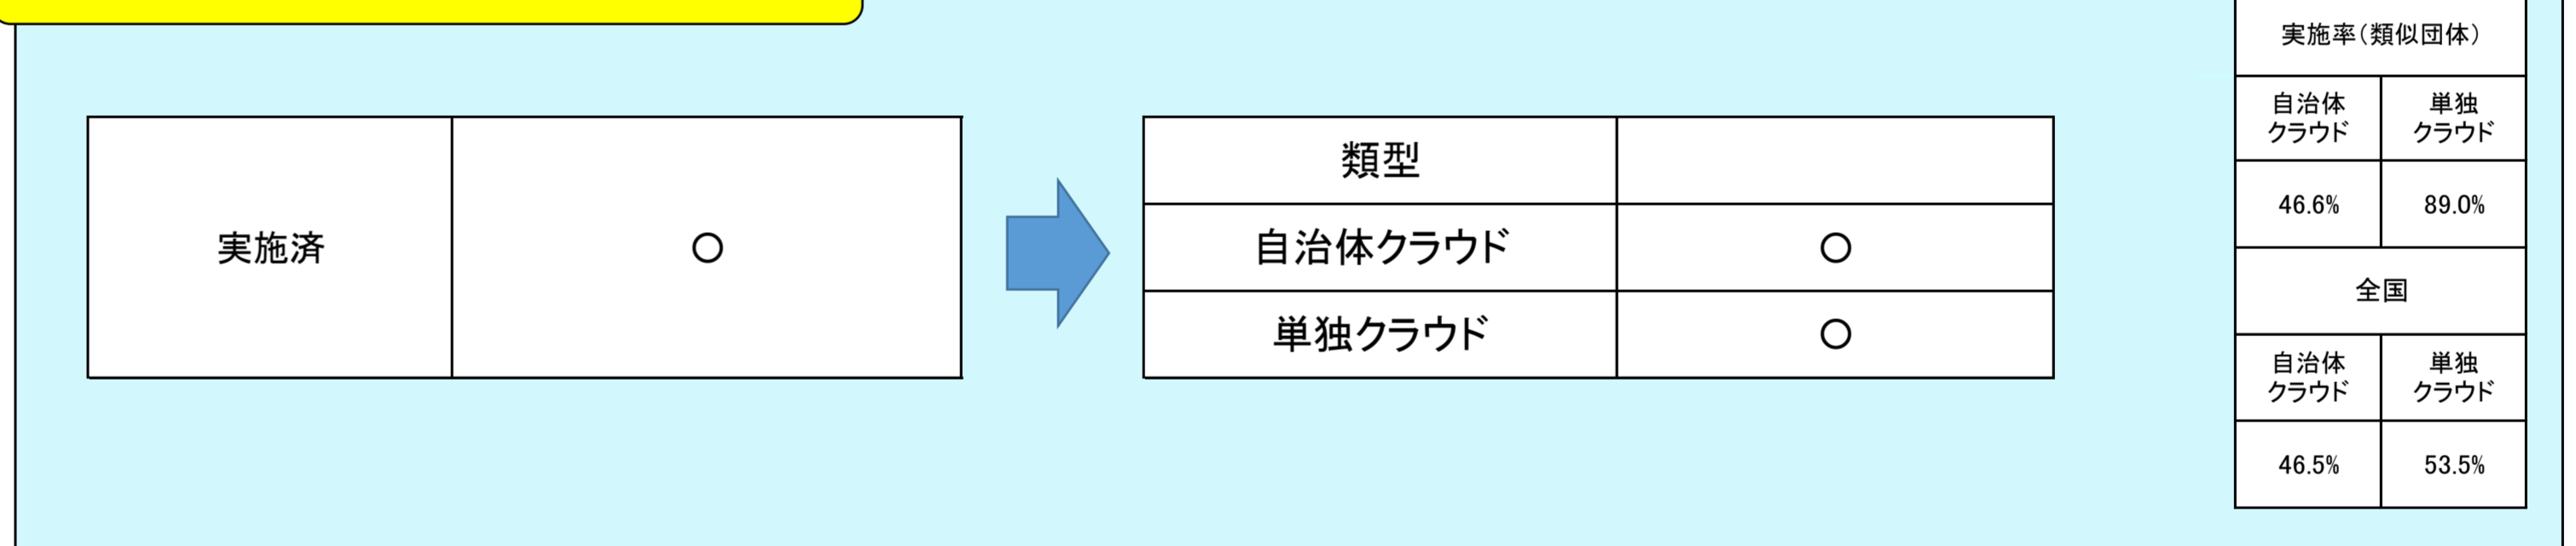 実施済 ○
類型
自治体クラウド ○
単独クラウド ○
実施率(類似団体)
自治体 単独
クラウド クラウド
46.6% 89.0%
全国
自治体 単独
クラウド クラウド
46.5% 53.5%